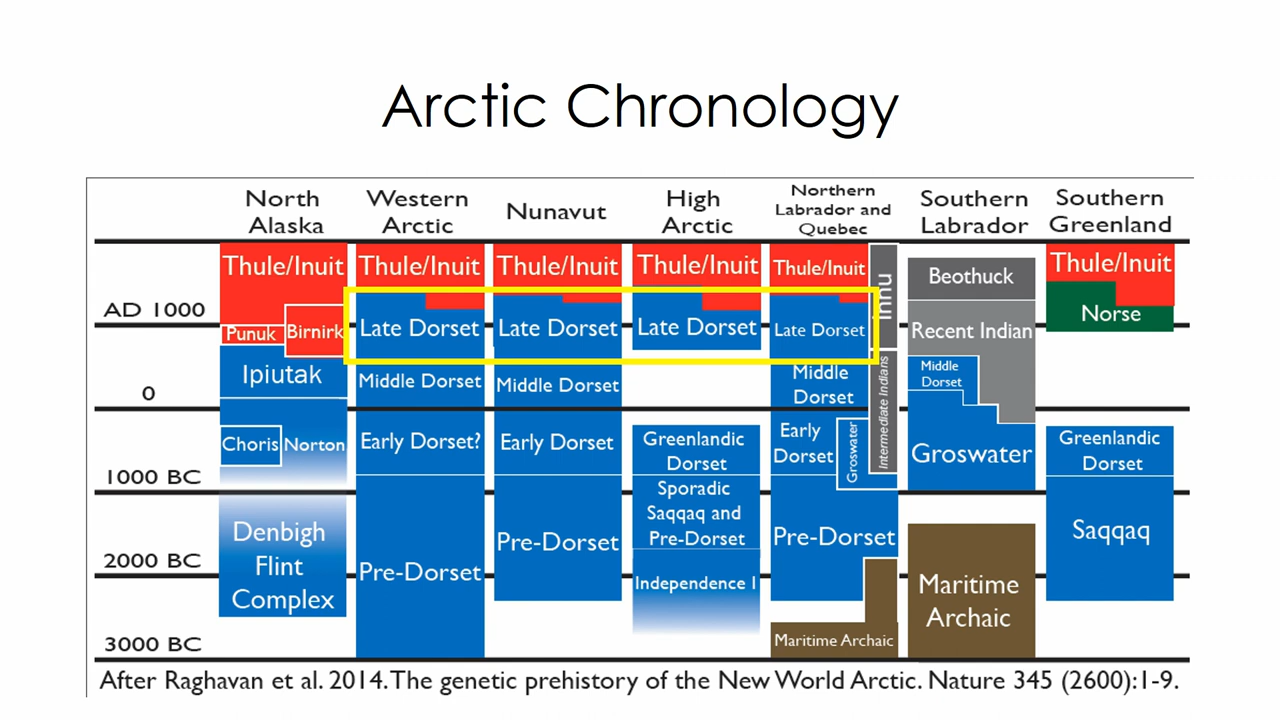 Arctic Chronology
North
Alaska
Western
Arctic
Nunavut
High
Arctic
Northern
Labrador and
Quebec
Southern
Labrador
Southern
Greenland
AD 1000
0
1000 BC
2000 BC
3000 BC
Thule/Inuit
Punuk
Birnirk
Ipiutak
Choris
Norton
Denbigh
Flint
Complex
Thule/Inuit
Late Dorset
Middle Dorset
Early Dorset?
Pre-Dorset
Thule/Inuit
Late Dorset
Middle Dorset
Early Dorset
Pre-Dorset
Thule/Inuit
Late Dorset
Greenlandic
Dorset
Sporadic
Saqqaq and
Pre-Dorset
Independence I
Thule/Inuit
Late Dorset
Middle
Dorset
Early
Dorset
Groswater
Pre-Dorset
Maritime Archaic
Innu
Intermediate Indians
Beothuck
Recent Indian
Middle
Dorset
Groswater
Maritime
Archaic
Thule/Inuit
Norse
Greenlandic
Dorset
Saqqaq
After Raghavan et al. 2014. The genetic prehistory of the New World Arctic. Nature 345 (2600):1-9.